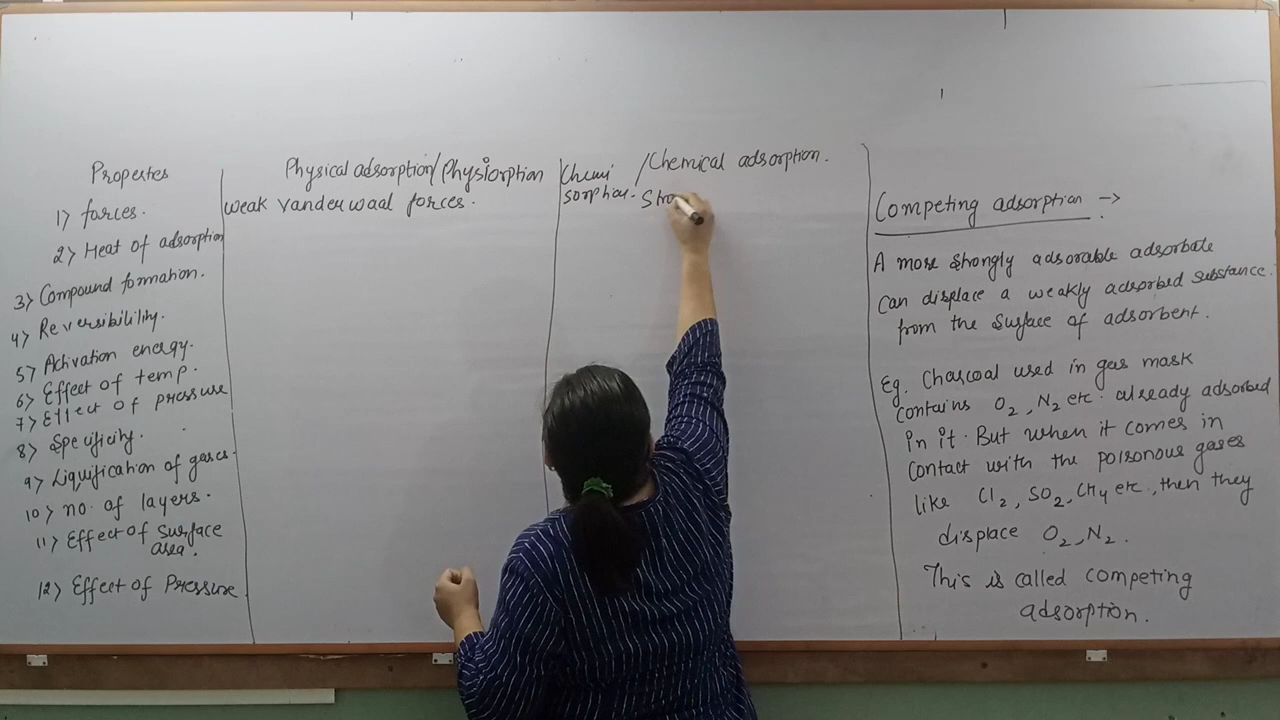 Properties
1) forces.
2) Heat of adsorption
3) Compound formation.
4) Reversibility.
5) Activation energy.
6) Effect of temp.
7) Effect of pressure
8) Specificity.
9) Liquification of gases.
10) no. of layers.
11) Effect of Surface
area.
12) Effect of Pressure
Physical adsorption/Physiorption
weak vanderwaal forces.
Chemi
sorption.
/Chemical adsorption.
Stro
Competing adsorption →
A more strongly adsorable adsorbate
can displace a weakly adsorbed substance
from the surface of adsorbent.
Eg. Charcoal used in gas mask
contains O2, N2 etc. already adsorbed
in it. But when it comes in
contact with the poisonous gases
like Cl2, SO2, CH4 etc., then they
displace O2, N2.
This is called competing
adsorption.